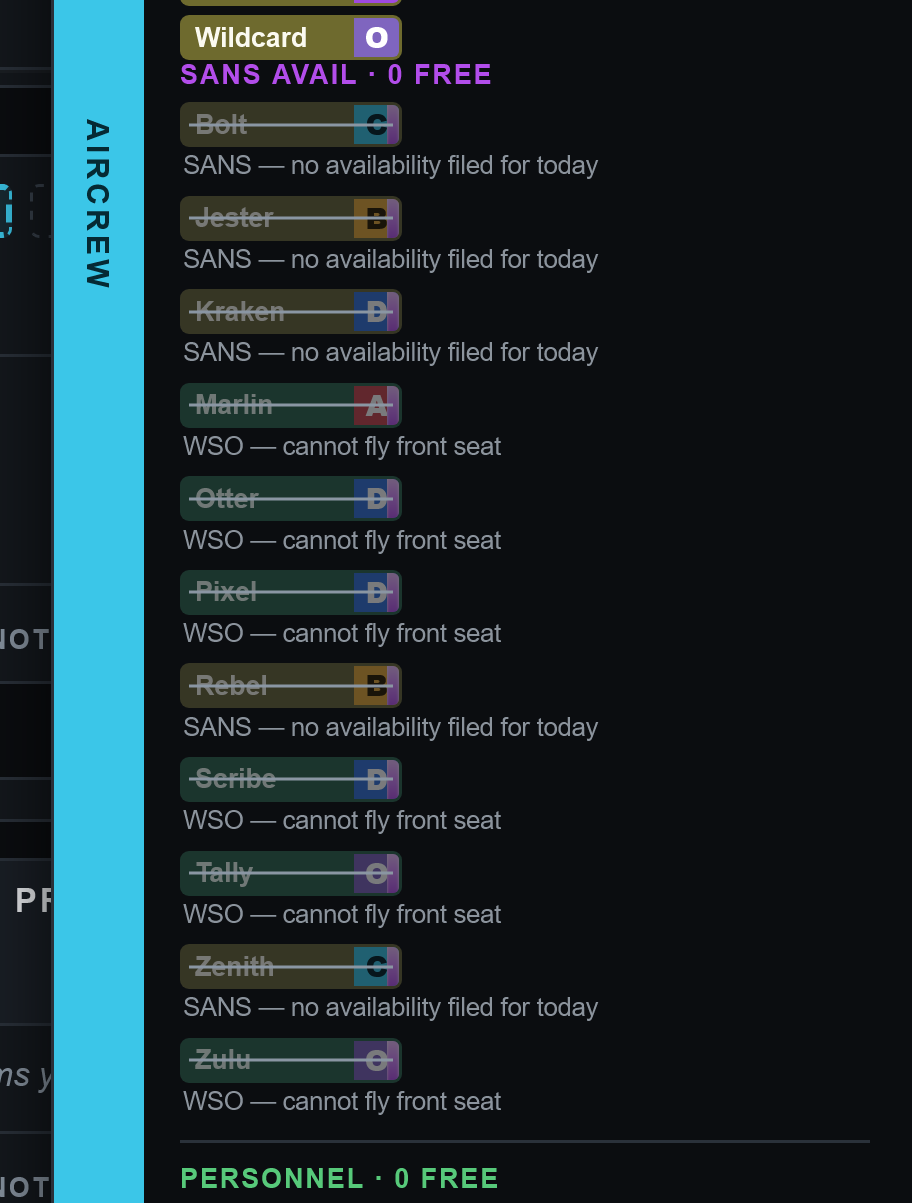 Wildcard O
SANS AVAIL · 0 FREE
Bolt C
SANS — no availability filed for today
Jester B
SANS — no availability filed for today
Kraken D
SANS — no availability filed for today
Marlin A
WSO — cannot fly front seat
Otter D
WSO — cannot fly front seat
Pixel D
WSO — cannot fly front seat
Rebel B
SANS — no availability filed for today
Scribe D
WSO — cannot fly front seat
Tally O
WSO — cannot fly front seat
Zenith C
SANS — no availability filed for today
Zulu O
WSO — cannot fly front seat
PERSONNEL · 0 FREE
AIRCREW
NOT
PR
ms y
NOT